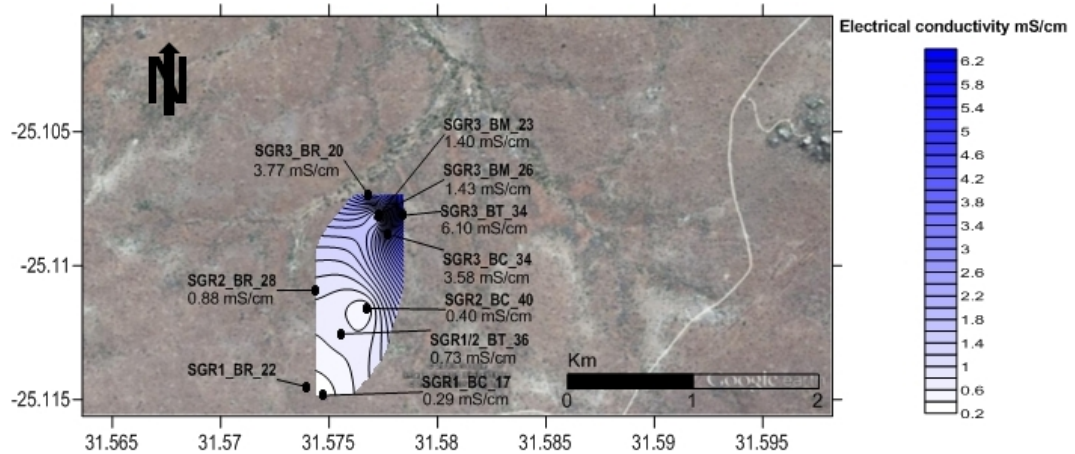 Electrical conductivity mS/cm
N
SGR3_BM_23
1.40 mS/cm
SGR3_BR_20
3.77 mS/cm
SGR3_BM_26
1.43 mS/cm
SGR3_BT_34
6.10 mS/cm
SGR3_BC_34
3.58 mS/cm
SGR2_BR_28
0.88 mS/cm
SGR2_BC_40
0.40 mS/cm
SGR1/2_BT_36
0.73 mS/cm
SGR1_BR_22
SGR1_BC_17
0.29 mS/cm
Km
0 1 2
Google earth
-25.105
-25.11
-25.115
31.565 31.57 31.575 31.58 31.585 31.59 31.595
6.2
5.8
5.4
5
4.6
4.2
3.8
3.4
3
2.6
2.2
1.8
1.4
1
0.6
0.2